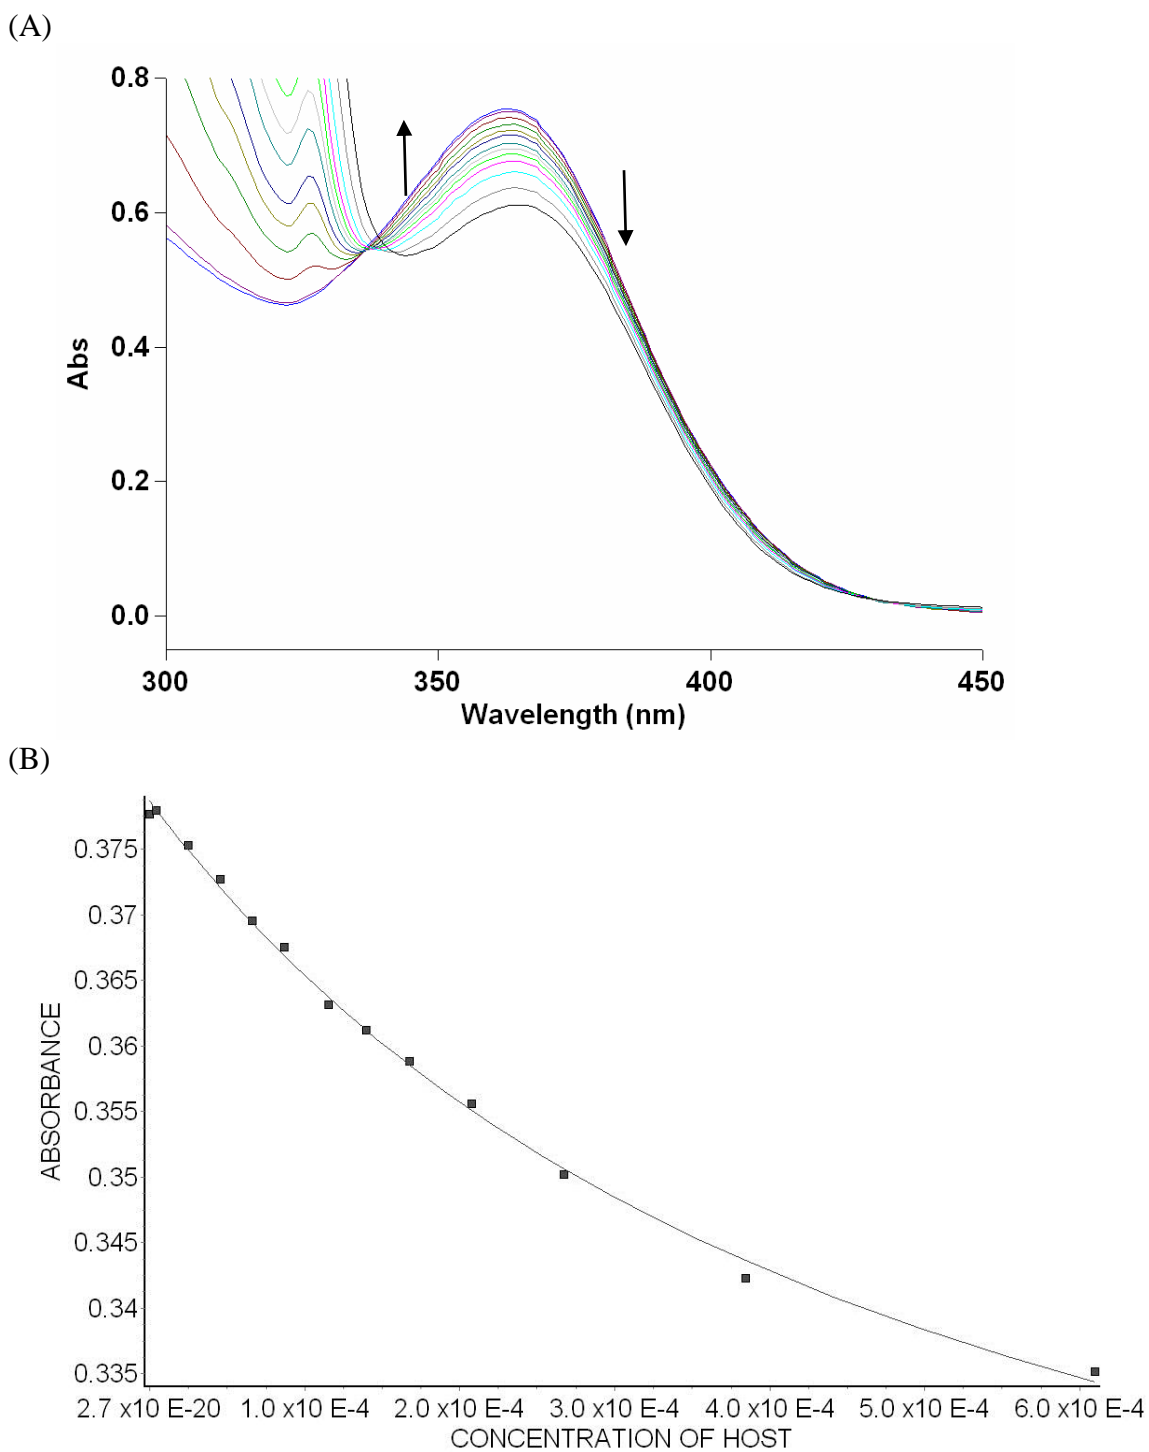 (A)
0.8
0.6
0.4
0.2
0.0
Abs
300 350 400 450
Wavelength (nm)
(B)
0.375
0.37
0.365
0.36
0.355
0.35
0.345
0.34
0.335
ABSORBANCE
2.7 x10 E-20 1.0 x10 E-4 2.0 x10 E-4 3.0 x10 E-4 4.0 x10 E-4 5.0 x10 E-4 6.0 x10 E-4
CONCENTRATION OF HOST